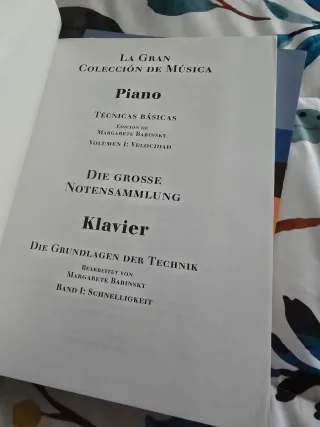 La Gran
Colección de Música
Piano
Técnicas básicas
Edición de
Margarete Babinsky
Volumen I: Velocidad
Die grosse
Notensammlung
Klavier
Die Grundlagen der Technik
Bearbeitet von
Margarete Babinsky
Band I: Schnelligkeit